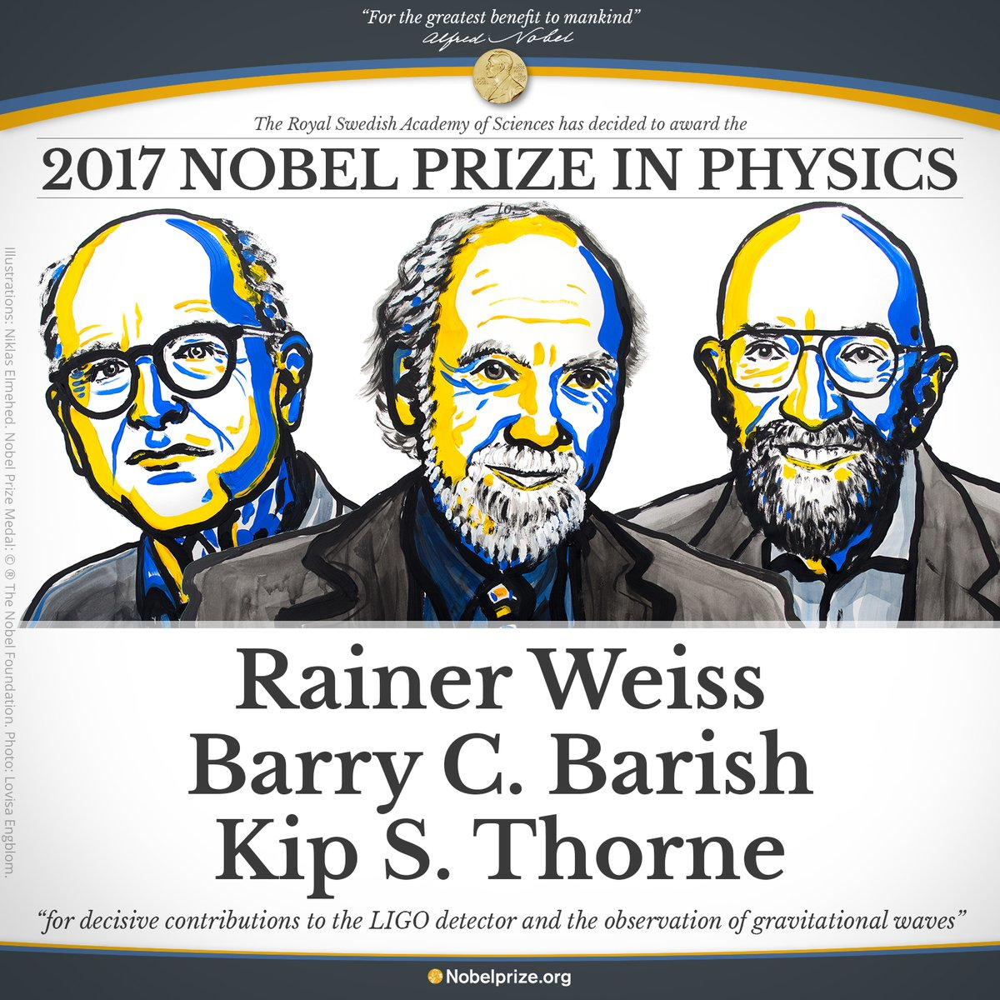 “For the greatest benefit to mankind”
Alfred Nobel
The Royal Swedish Academy of Sciences has decided to award the
2017 NOBEL PRIZE IN PHYSICS
to:
Illustrations: Niklas Elmehed. Nobel Prize Medal: © ® The Nobel Foundation. Photo: Lovisa Engblom.
Rainer Weiss
Barry C. Barish
Kip S. Thorne
“for decisive contributions to the LIGO detector and the observation of gravitational waves”
Nobelprize.org